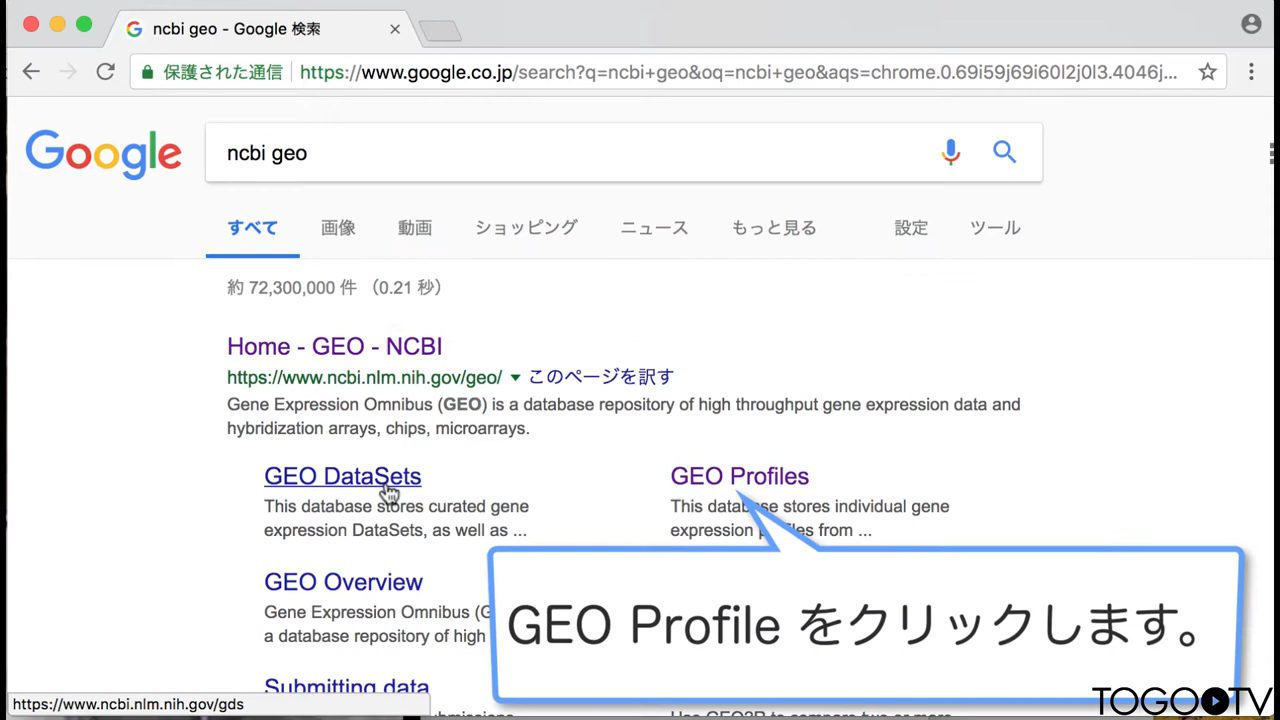 ncbi geo - Google 検索
保護された通信
https://www.google.co.jp/search?q=ncbi+geo&oq=ncbi+geo&aqs=chrome.0.69i59j69i60l2j0l3.4046j...
Google
ncbi geo
すべて 画像 動画 ショッピング ニュース もっと見る 設定 ツール
約 72,300,000 件 （0.21 秒）
Home - GEO - NCBI
https://www.ncbi.nlm.nih.gov/geo/ このページを訳す
Gene Expression Omnibus (GEO) is a database repository of high throughput gene expression data and
hybridization arrays, chips, microarrays.
GEO DataSets
This database stores curated gene
expression DataSets, as well as ...
GEO Profiles
This database stores individual gene
expression profiles from ...
GEO Overview
Gene Expression Omnibus (G
a database repository of high
GEO Profile をクリックします。
Submitting data
https://www.ncbi.nlm.nih.gov/gds
TOGOTV